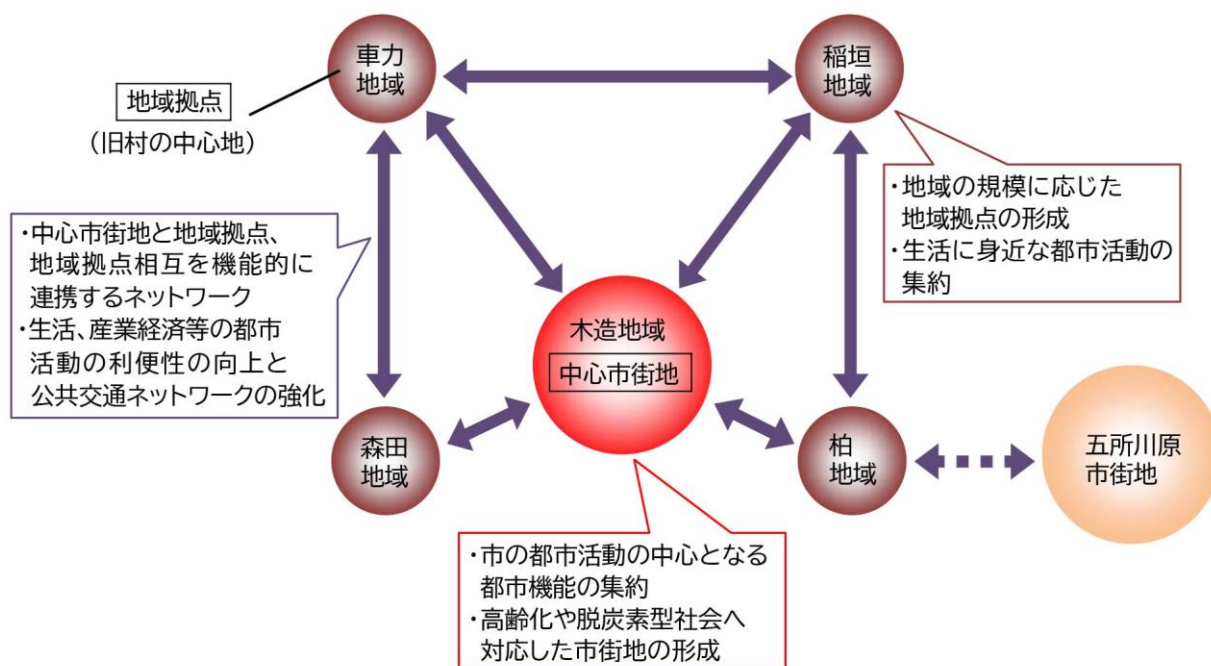 車力
地域
稲垣
地域
地域拠点
（旧村の中心地）
・地域の規模に応じた
地域拠点の形成
・生活に身近な都市活動の
集約
・中心市街地と地域拠点、
地域拠点相互を機能的に
連携するネットワーク
・生活、産業経済等の都市
活動の利便性の向上と
公共交通ネットワークの強化
木造地域
中心市街地
森田
地域
柏
地域
五所川原
市街地
・市の都市活動の中心となる
都市機能の集約
・高齢化や脱炭素型社会へ
対応した市街地の形成